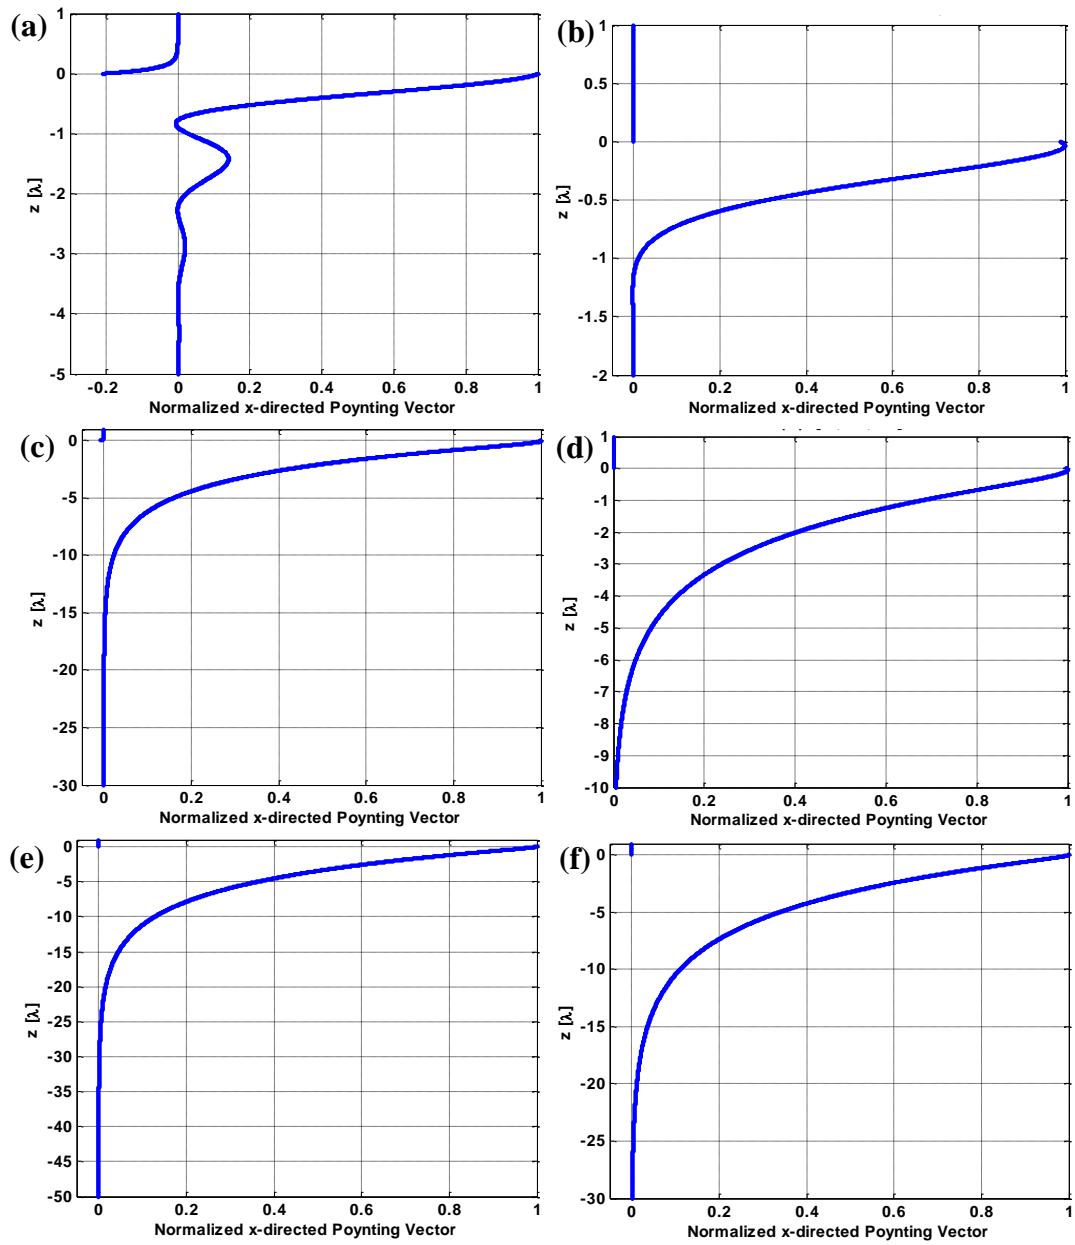 (a)
1
0
-1
-2
-3
-4
-5
z [λ]
-0.2 0 0.2 0.4 0.6 0.8 1
Normalized x-directed Poynting Vector
(b)
1
0.5
0
-0.5
-1
-1.5
-2
z [λ]
0 0.2 0.4 0.6 0.8 1
Normalized x-directed Poynting Vector
(c)
0
-5
-10
-15
-20
-25
-30
z [λ]
0 0.2 0.4 0.6 0.8 1
Normalized x-directed Poynting Vector
(d)
1
0
-1
-2
-3
-4
-5
-6
-7
-8
-9
-10
z [λ]
0 0.2 0.4 0.6 0.8 1
Normalized x-directed Poynting Vector
(e)
0
-5
-10
-15
-20
-25
-30
-35
-40
-45
-50
z [λ]
0 0.2 0.4 0.6 0.8 1
Normalized x-directed Poynting Vector
(f)
0
-5
-10
-15
-20
-25
-30
z [λ]
0 0.2 0.4 0.6 0.8 1
Normalized x-directed Poynting Vector